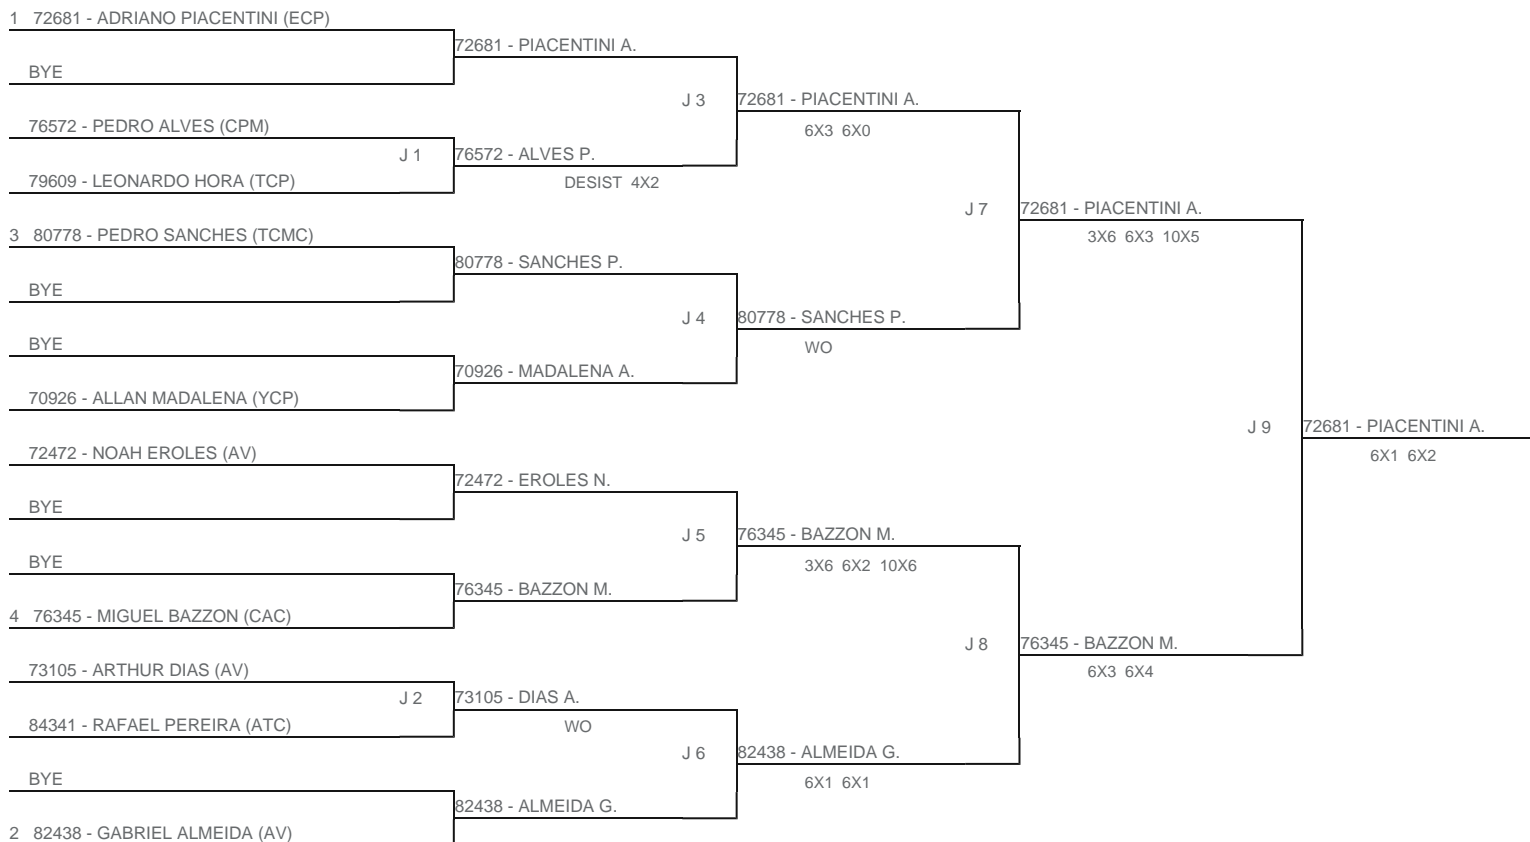 1 72681 - ADRIANO PIACENTINI (ECP)
72681 - PIACENTINI A.
BYE
J 3
72681 - PIACENTINI A.
76572 - PEDRO ALVES (CPM)
6X3 6X0
J 1
76572 - ALVES P.
79609 - LEONARDO HORA (TCP)
DESIST 4X2
J 7
72681 - PIACENTINI A.
3 80778 - PEDRO SANCHES (TCMC)
3X6 6X3 10X5
80778 - SANCHES P.
BYE
J 4
80778 - SANCHES P.
BYE
WO
70926 - MADALENA A.
70926 - ALLAN MADALENA (YCP)
J 9
72681 - PIACENTINI A.
72472 - NOAH EROLES (AV)
6X1 6X2
72472 - EROLES N.
BYE
J 5
76345 - BAZZON M.
BYE
3X6 6X2 10X6
76345 - BAZZON M.
4 76345 - MIGUEL BAZZON (CAC)
J 8
76345 - BAZZON M.
73105 - ARTHUR DIAS (AV)
6X3 6X4
J 2
73105 - DIAS A.
84341 - RAFAEL PEREIRA (ATC)
WO
J 6
82438 - ALMEIDA G.
BYE
6X1 6X1
82438 - ALMEIDA G.
2 82438 - GABRIEL ALMEIDA (AV)